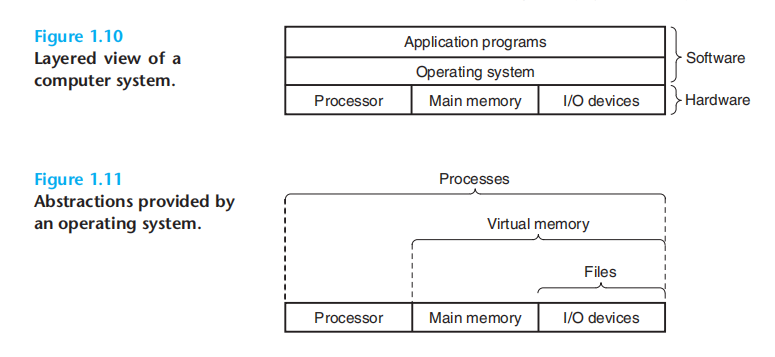 Figure 1.10
Layered view of a
computer system.
Application programs
Operating system
Processor Main memory I/O devices
Software
Hardware
Figure 1.11
Abstractions provided by
an operating system.
Processes
Virtual memory
Files
Processor Main memory I/O devices